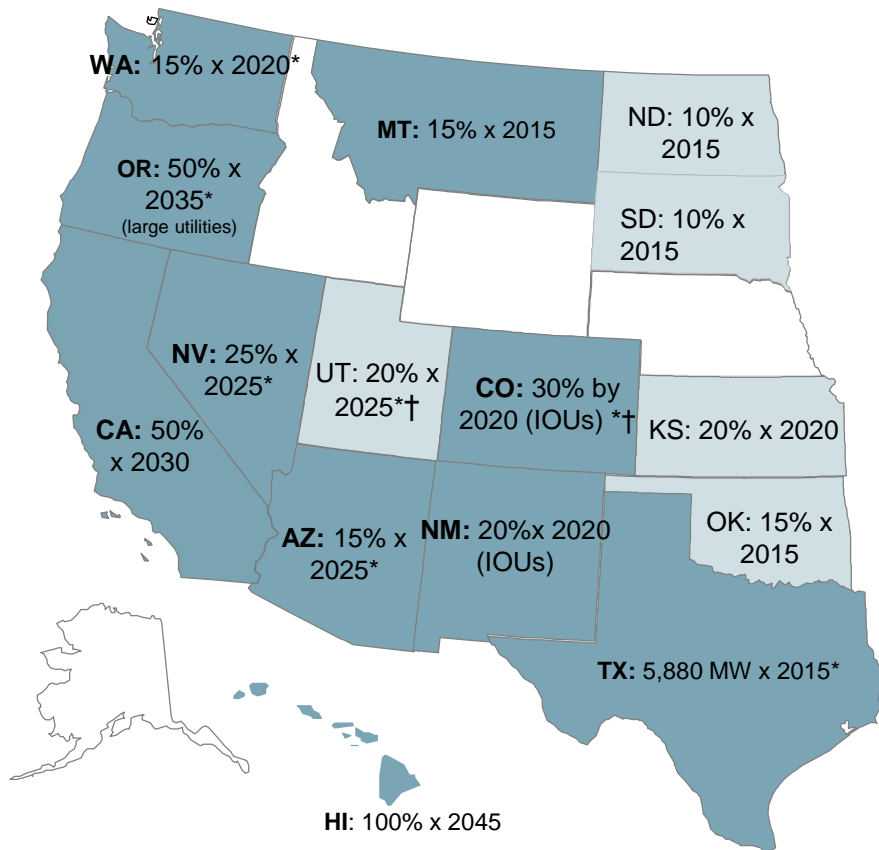 WA: 15% x 2020*
MT: 15% x 2015
ND: 10% x
2015
OR: 50% x
2035*
(large utilities)
SD: 10% x
2015
NV: 25% x
2025*
UT: 20% x
2025*†
CO: 30% by
2020 (IOUs) *†
KS: 20% x 2020
CA: 50%
x 2030
AZ: 15% x
2025*
NM: 20%x 2020
(IOUs)
OK: 15% x
2015
TX: 5,880 MW x 2015*
HI: 100% x 2045